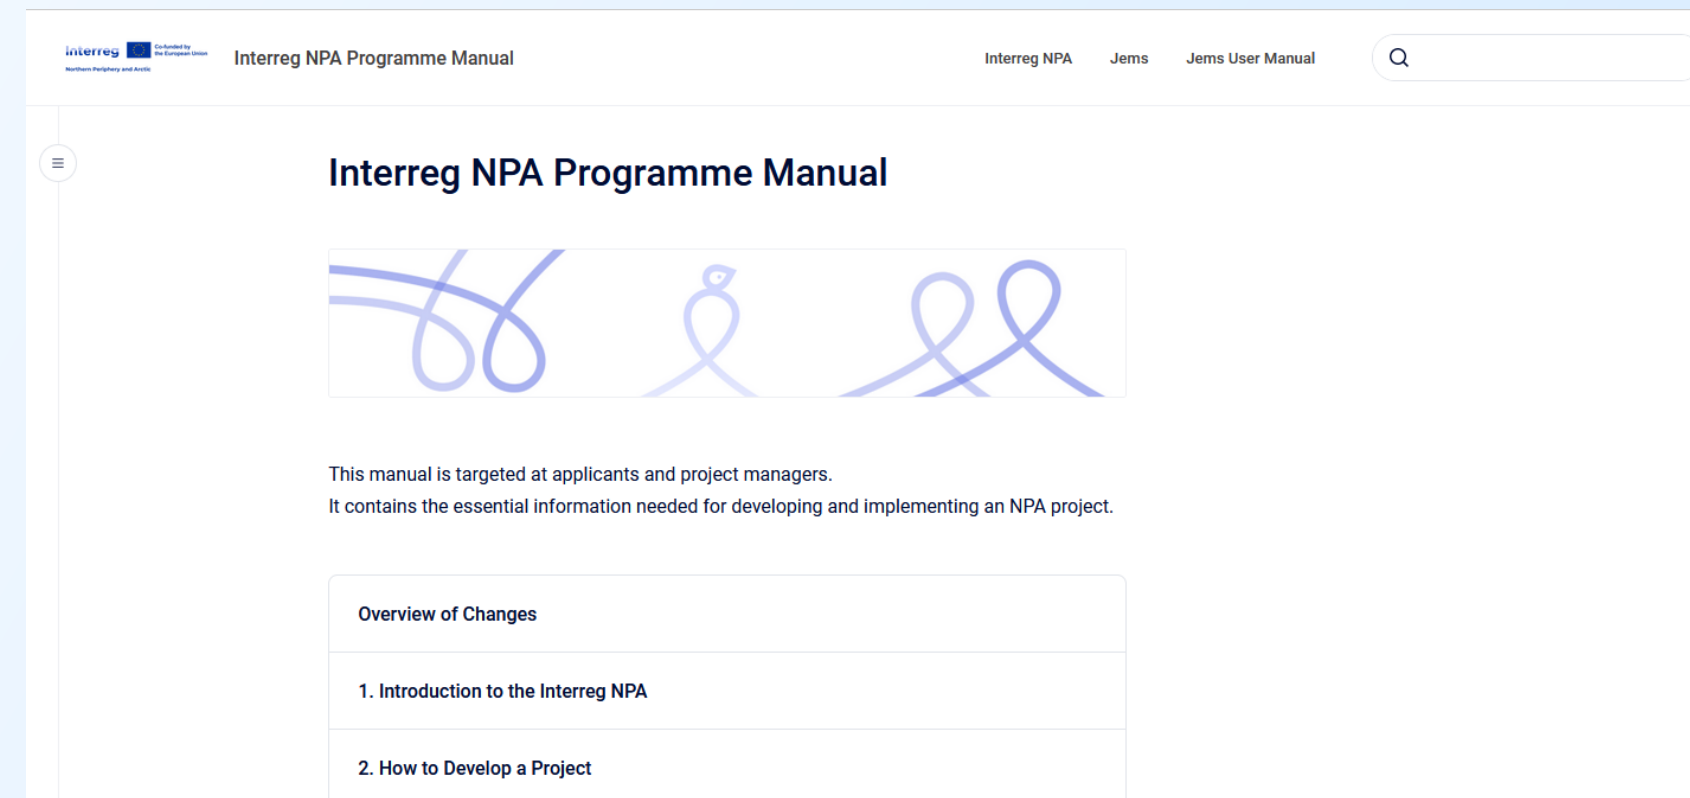 Interreg
Co-funded by
the European Union
Northern Periphery and Arctic
Interreg NPA Programme Manual
Interreg NPA
Jems
Jems User Manual
Interreg NPA Programme Manual
This manual is targeted at applicants and project managers.
It contains the essential information needed for developing and implementing an NPA project.
Overview of Changes
1. Introduction to the Interreg NPA
2. How to Develop a Project